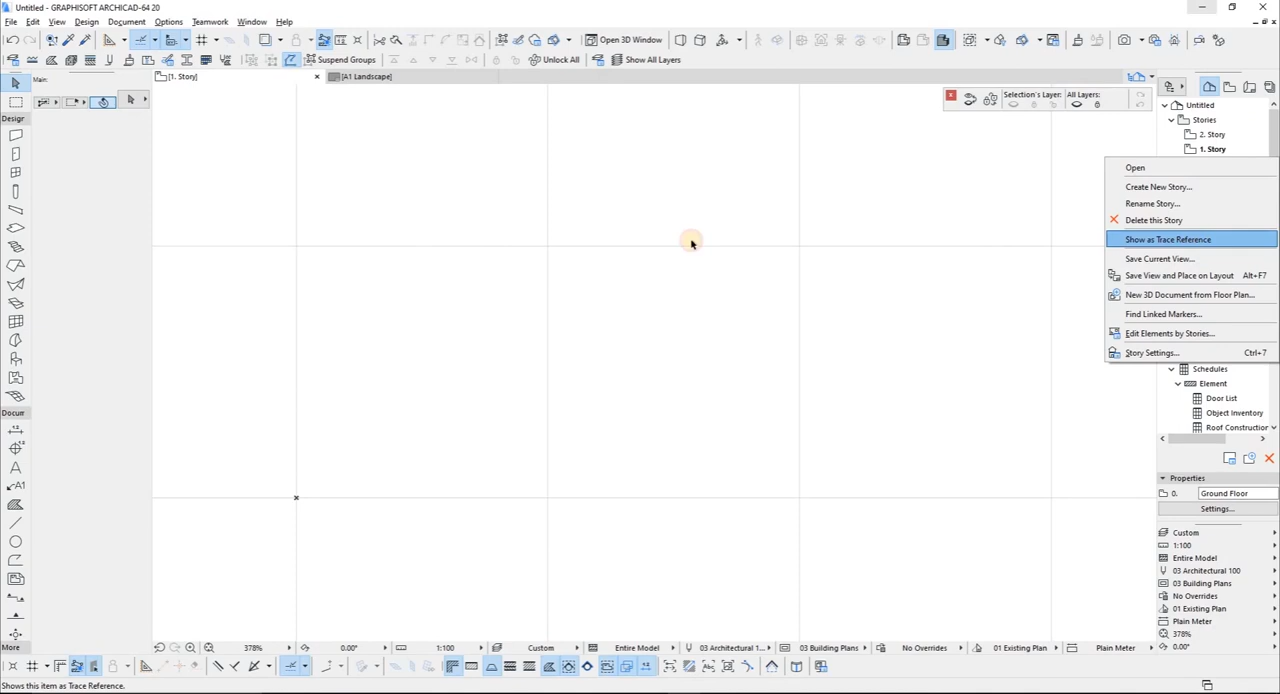 Untitled - GRAPHISOFT ARCHICAD-64 20
File Edit View Design Document Options Teamwork Window Help
Open 3D Window
Suspend Groups
Unlock All
Show All Layers
Main:
[1. Story]
[A1 Landscape]
Selection's Layer:
All Layers:
Design
Docum
More
Untitled
Stories
2. Story
1. Story
Open
Create New Story...
Rename Story...
Delete this Story
Show as Trace Reference
Save Current View...
Save View and Place on Layout Alt+F7
New 3D Document from Floor Plan...
Find Linked Markers...
Edit Elements by Stories...
Story Settings... Ctrl+7
Schedules
Element
Door List
Object Inventory
Roof Construction
Properties
0. Ground Floor
Settings...
Custom
1:100
Entire Model
03 Architectural 100
03 Building Plans
No Overrides
01 Existing Plan
Plain Meter
378%
0.00°
378% 0.00° 1:100 Custom Entire Model 03 Architectural 1... 03 Building Plans No Overrides 01 Existing Plan Plain Meter
Shows this item as Trace Reference.